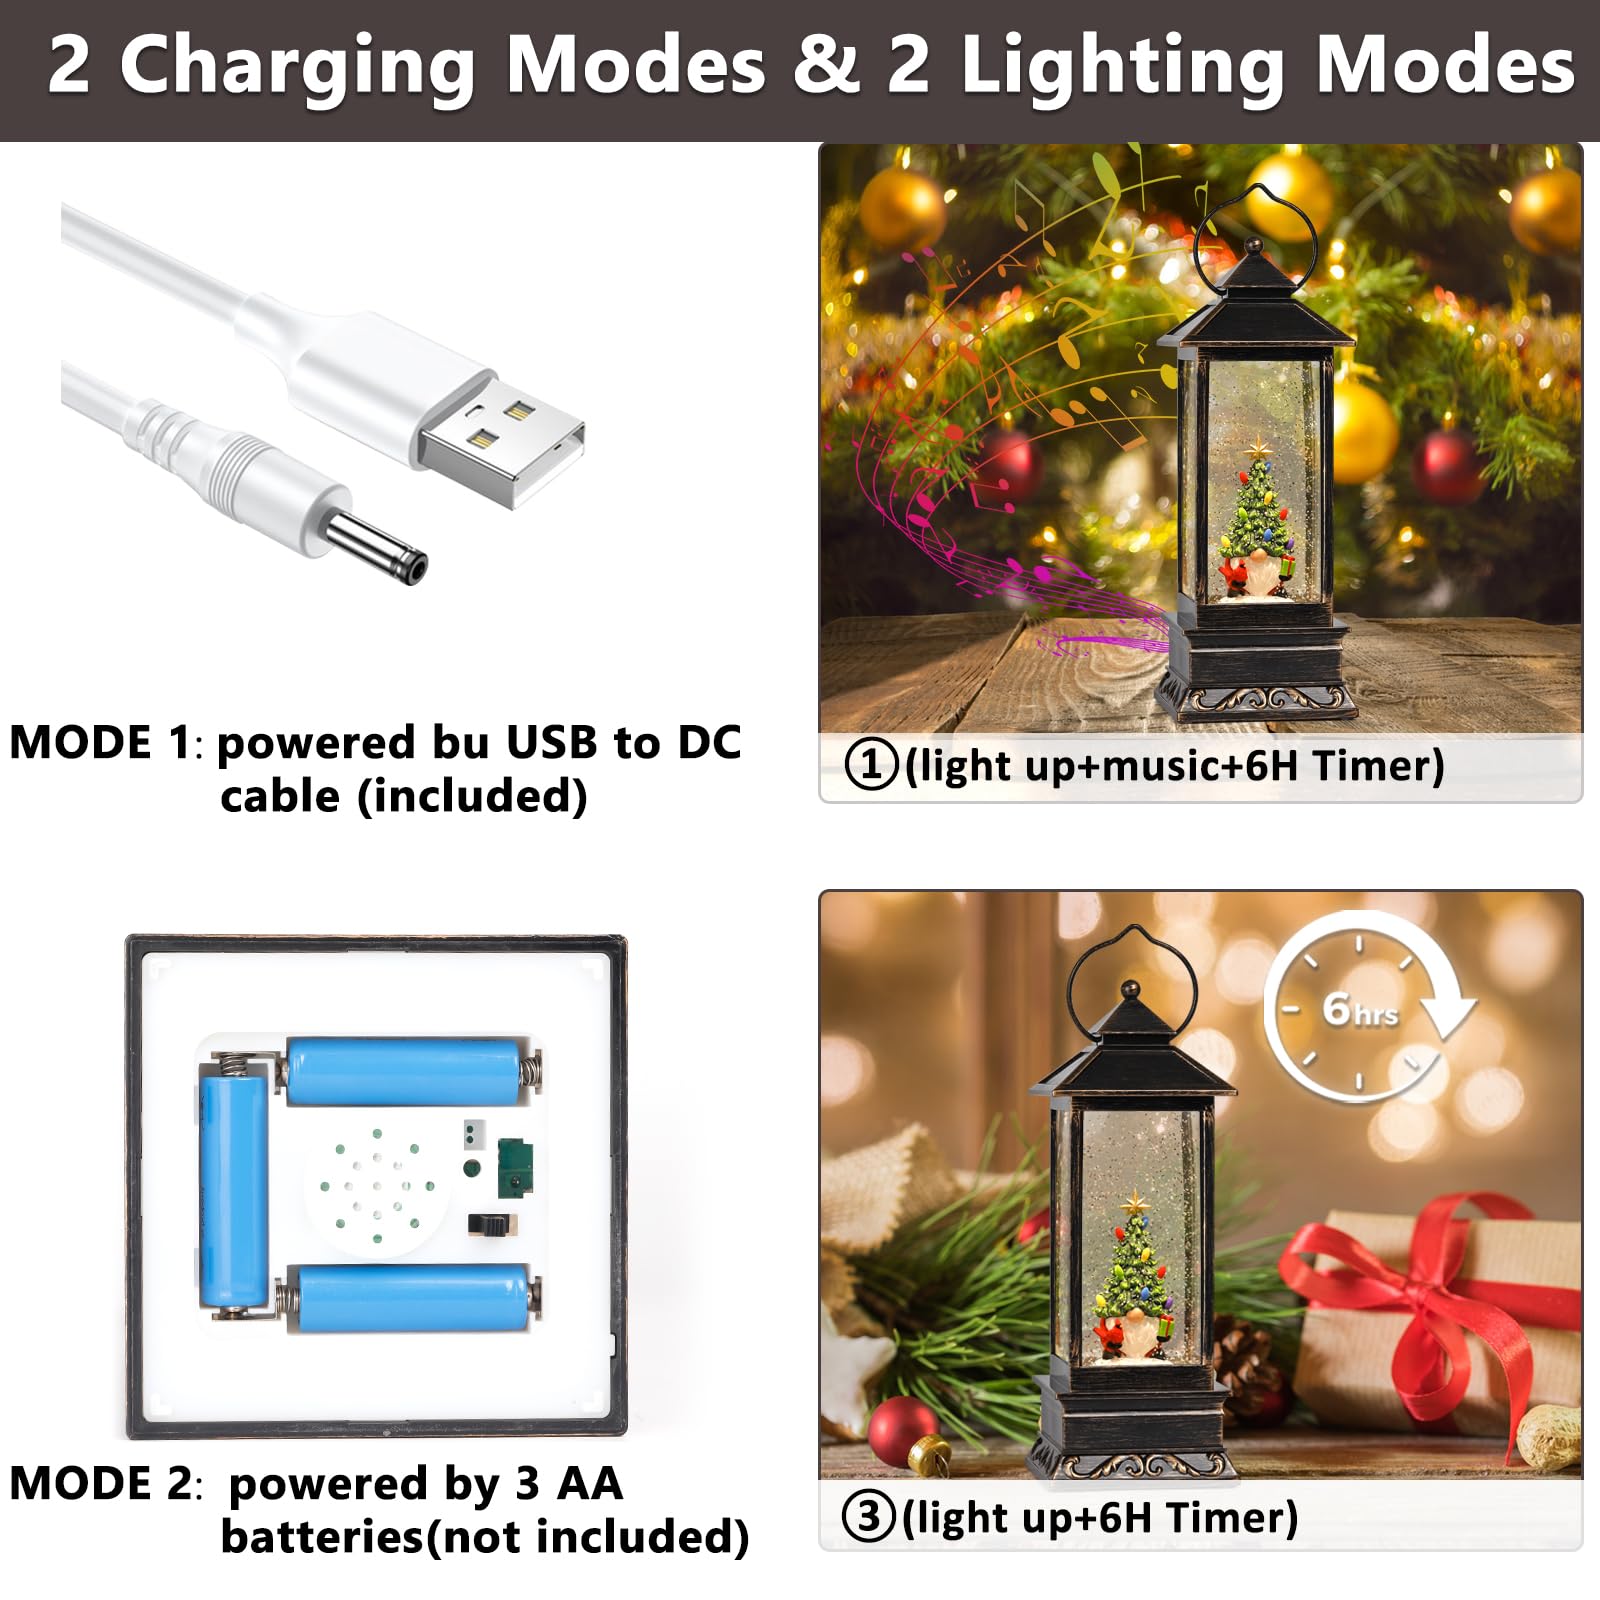 2 Charging Modes & 2 Lighting Modes
MODE 1: powered bu USB to DC
cable (included)
①(light up+music+6H Timer)
6hrs
MODE 2: powered by 3 AA
batteries(not included)
③(light up+6H Timer)